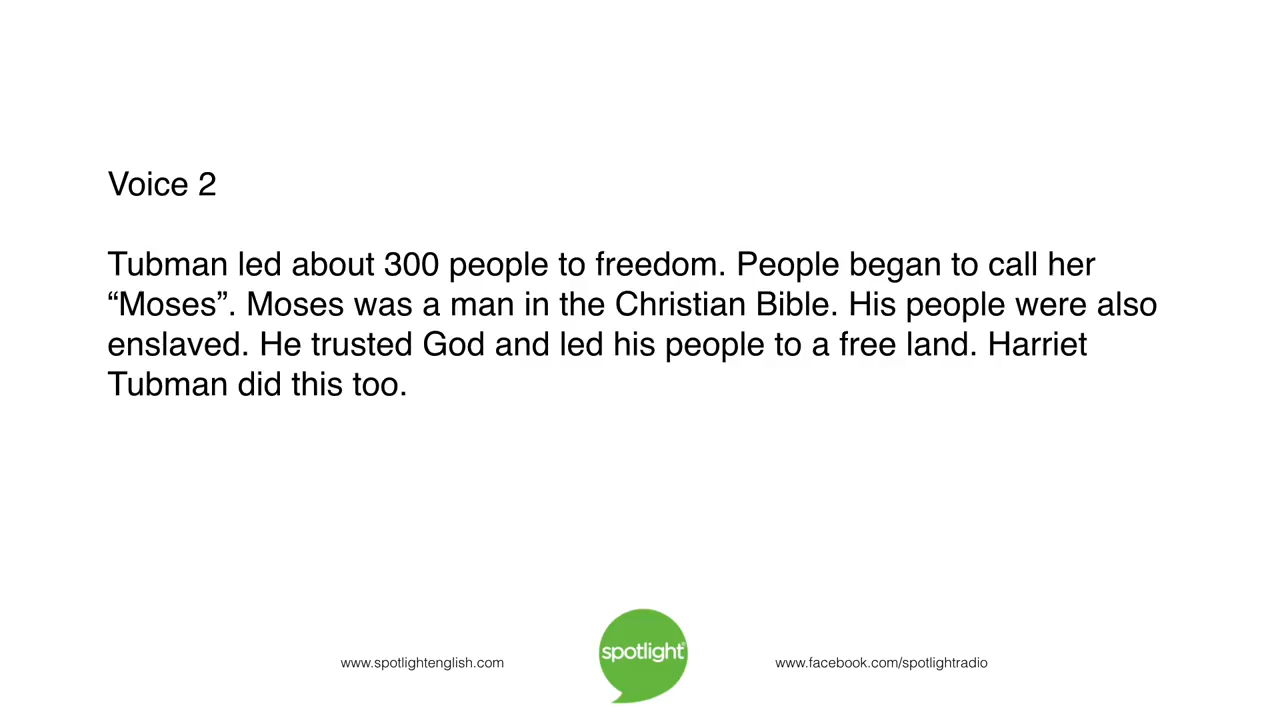 Voice 2
Tubman led about 300 people to freedom. People began to call her
“Moses”. Moses was a man in the Christian Bible. His people were also
enslaved. He trusted God and led his people to a free land. Harriet
Tubman did this too.
www.spotlightenglish.com
spotlight
www.facebook.com/spotlightradio